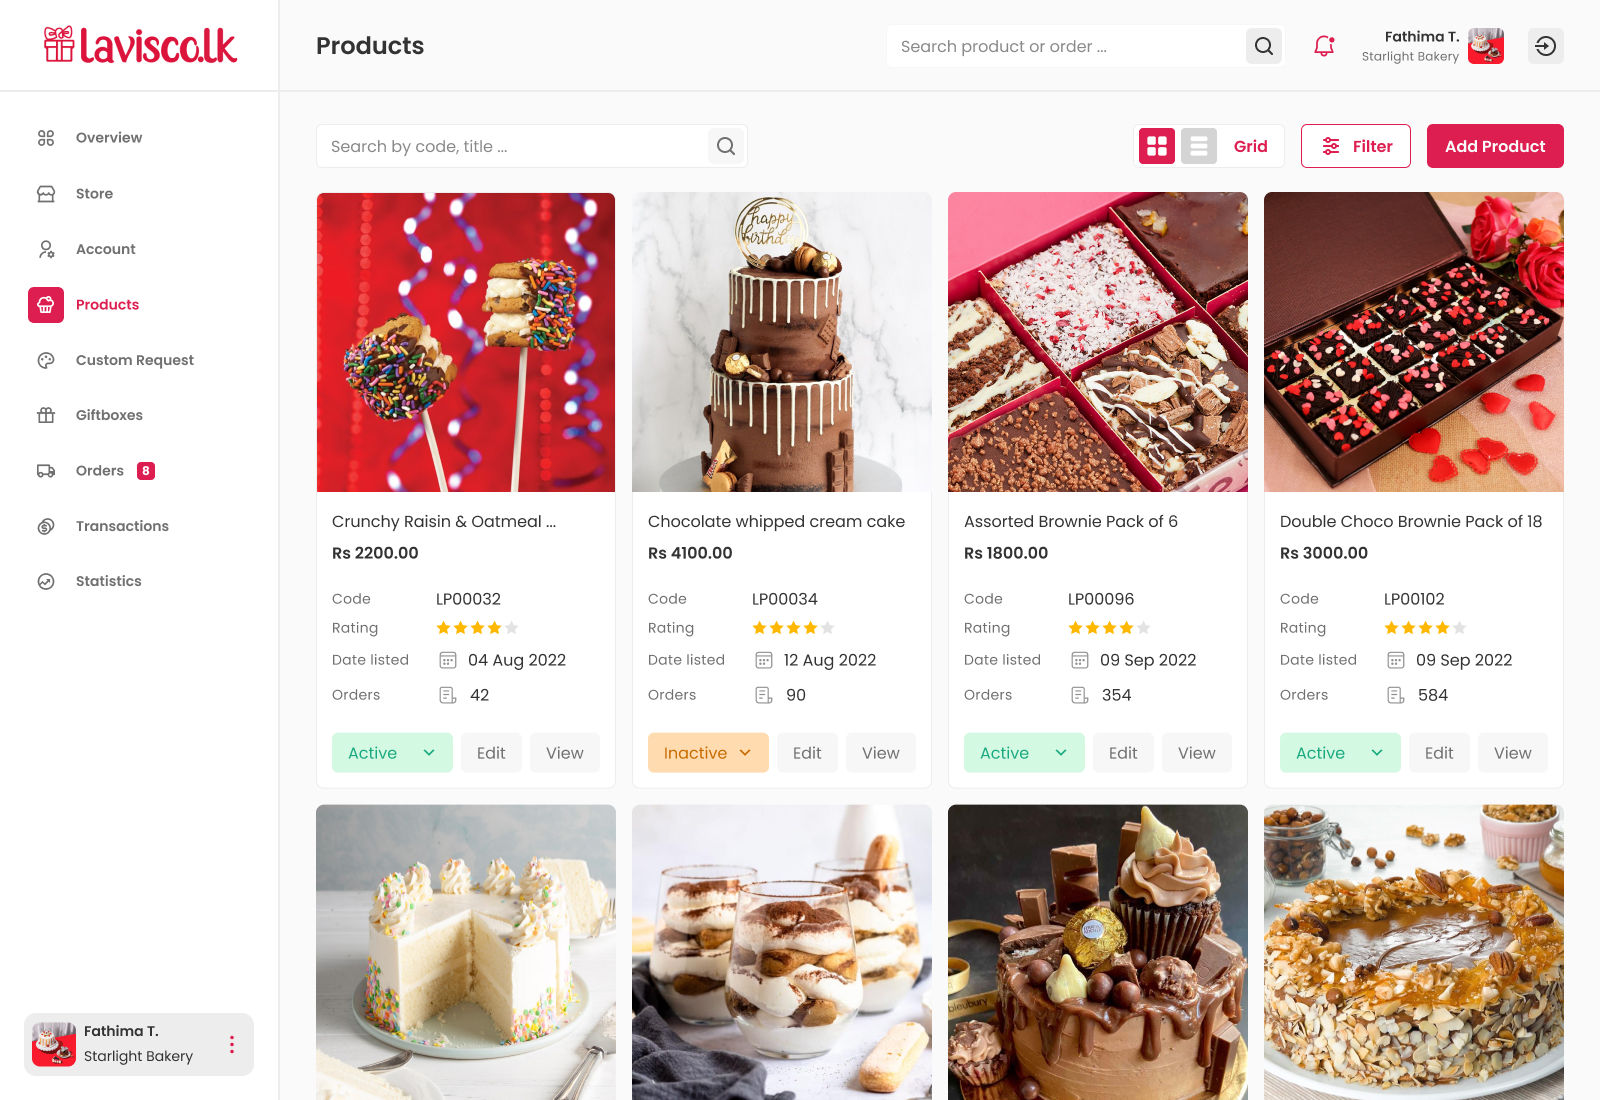 laviscolk
Products
Search product or order ...
Fathima T.
Starlight Bakery
Overview
Store
Account
Products
Custom Request
Giftboxes
Orders 8
Transactions
Statistics
Search by code, title ...
Grid
Filter
Add Product
happy
birthday
Crunchy Raisin & Oatmeal ...
Rs 2200.00
Code LP00032
Rating
Date listed 04 Aug 2022
Orders 42
Active Edit View
Chocolate whipped cream cake
Rs 4100.00
Code LP00034
Rating
Date listed 12 Aug 2022
Orders 90
Inactive Edit View
Assorted Brownie Pack of 6
Rs 1800.00
Code LP00096
Rating
Date listed 09 Sep 2022
Orders 354
Active Edit View
Double Choco Brownie Pack of 18
Rs 3000.00
Code LP00102
Rating
Date listed 09 Sep 2022
Orders 584
Active Edit View
Fathima T.
Starlight Bakery